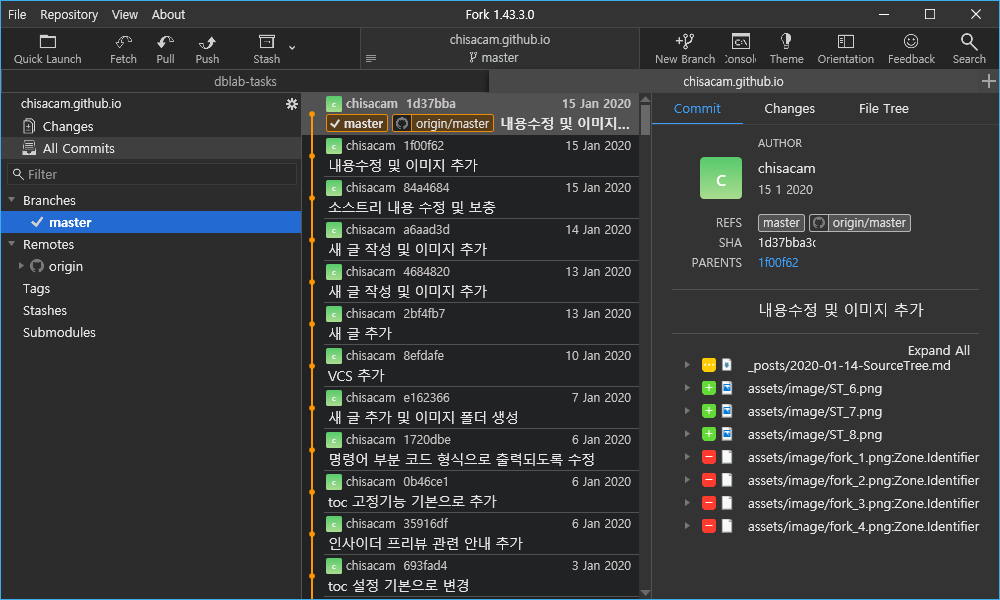 File Repository View About Fork 1.43.3.0
chisacam.github.io
master
Quick Launch Fetch Pull Push Stash New Branch Console Theme Orientation Feedback Search
dblab-tasks chisacam.github.io
chisacam.github.io
Changes
All Commits
Filter
Branches
master
Remotes
origin
Tags
Stashes
Submodules
c chisacam 1d37bba 15 Jan 2020
master origin/master 내용수정 및 이미지...
c chisacam 1f00f62 15 Jan 2020
내용수정 및 이미지 추가
c chisacam 84a4684 15 Jan 2020
소스트리 내용 수정 및 보충
c chisacam a6aad3d 14 Jan 2020
새 글 작성 및 이미지 추가
c chisacam 4684820 13 Jan 2020
새 글 작성 및 이미지 추가
c chisacam 2bf4fb7 13 Jan 2020
새 글 추가
c chisacam 8efdafe 10 Jan 2020
VCS 추가
c chisacam e162366 7 Jan 2020
새 글 추가 및 이미지 폴더 생성
c chisacam 1720dbe 6 Jan 2020
명령어 부분 코드 형식으로 출력되도록 수정
c chisacam 0b46ce1 6 Jan 2020
toc 고정기능 기본으로 추가
c chisacam 35916df 6 Jan 2020
인사이더 프리뷰 관련 안내 추가
c chisacam 693fad4 3 Jan 2020
toc 설정 기본으로 변경
Commit Changes File Tree
AUTHOR
c chisacam
15 1 2020
REFS master origin/master
SHA 1d37bba3c
PARENTS 1f00f62
내용수정 및 이미지 추가
Expand All
_posts/2020-01-14-SourceTree.md
assets/image/ST_6.png
assets/image/ST_7.png
assets/image/ST_8.png
assets/image/fork_1.png:Zone.Identifier
assets/image/fork_2.png:Zone.Identifier
assets/image/fork_3.png:Zone.Identifier
assets/image/fork_4.png:Zone.Identifier